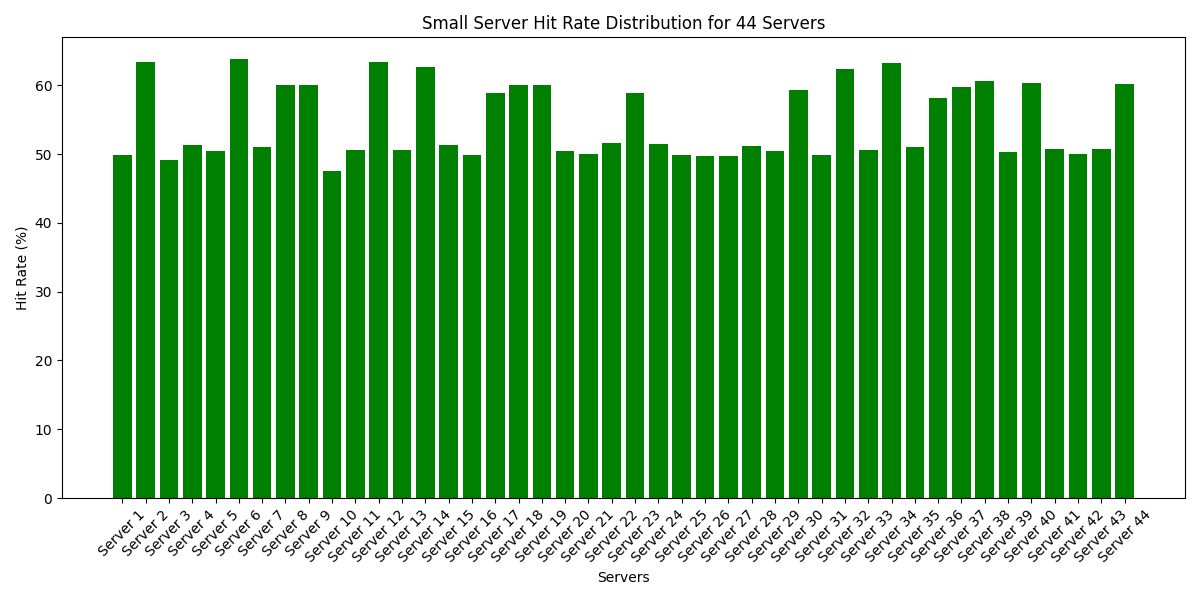 Small Server Hit Rate Distribution for 44 Servers
Hit Rate (%)
60
50
40
30
20
10
0
Server 1
Server 2
Server 3
Server 4
Server 5
Server 6
Server 7
Server 8
Server 9
Server 10
Server 11
Server 12
Server 13
Server 14
Server 15
Server 16
Server 17
Server 18
Server 19
Server 20
Server 21
Server 22
Server 23
Server 24
Server 25
Server 26
Server 27
Server 28
Server 29
Server 30
Server 31
Server 32
Server 33
Server 34
Server 35
Server 36
Server 37
Server 38
Server 39
Server 40
Server 41
Server 42
Server 43
Server 44
Servers